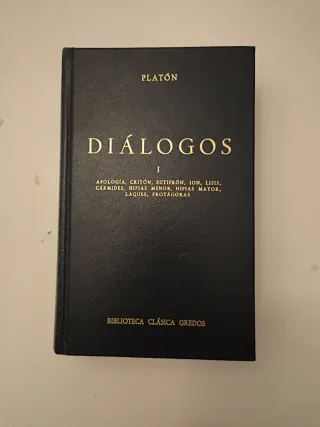 PLATÓN
DIÁLOGOS
I
APOLOGÍA, CRITÓN, EUTIFRÓN, ION, LISIS,
CÁRMIDES, HIPIAS MENOR, HIPIAS MAYOR,
LAQUES, PROTÁGORAS
BIBLIOTECA CLÁSICA GREDOS